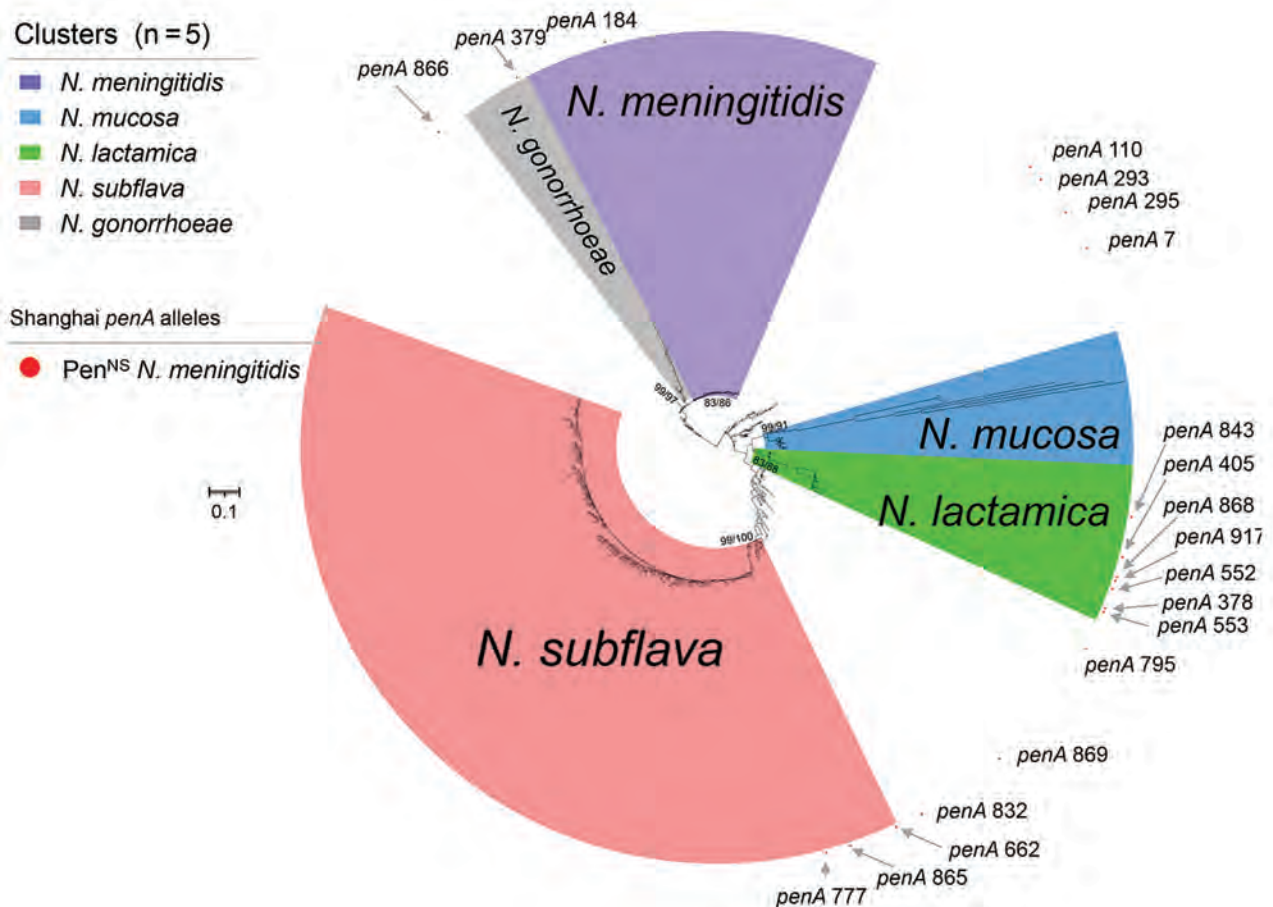 Clusters (n = 5)
N. meningitidis
N. mucosa
N. lactamica
N. subflava
N. gonorrhoeae
Shanghai penA alleles
Pen^NS N. meningitidis
0.1
penA 866
penA 379
penA 184
N. gonorrhoeae
N. meningitidis
penA 110
penA 293
penA 295
penA 7
99/97
83/86
99/91
N. mucosa
83/88
N. lactamica
penA 843
penA 405
penA 868
penA 917
penA 552
penA 378
penA 553
penA 795
99/100
N. subflava
penA 869
penA 832
penA 662
penA 865
penA 777